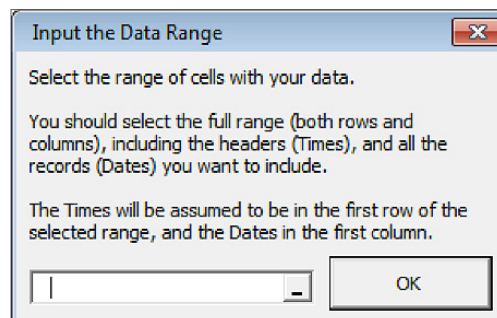 Input the Data Range
Select the range of cells with your data.
You should select the full range (both rows and
columns), including the headers (Times), and all the
records (Dates) you want to include.
The Times will be assumed to be in the first row of the
selected range, and the Dates in the first column.
OK